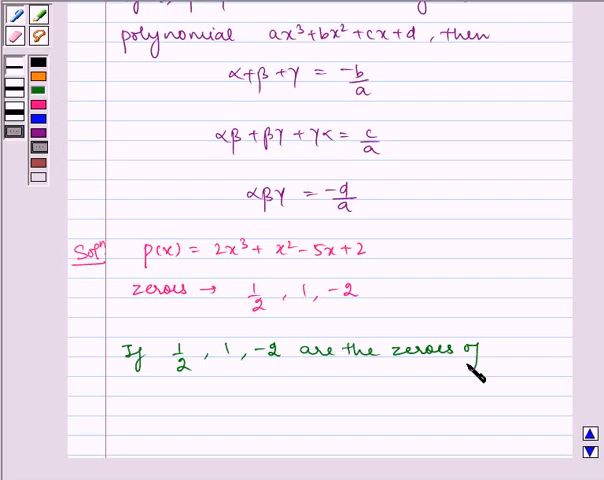 polynomial ax³+bx²+cx+d, then
α+β+γ = -b/a
αβ+βγ+γα = c/a
αβγ = -d/a
Solⁿ p(x) = 2x³+x²-5x+2
zeroes → 1/2, 1, -2
If 1/2, 1, -2 are the zeroes of